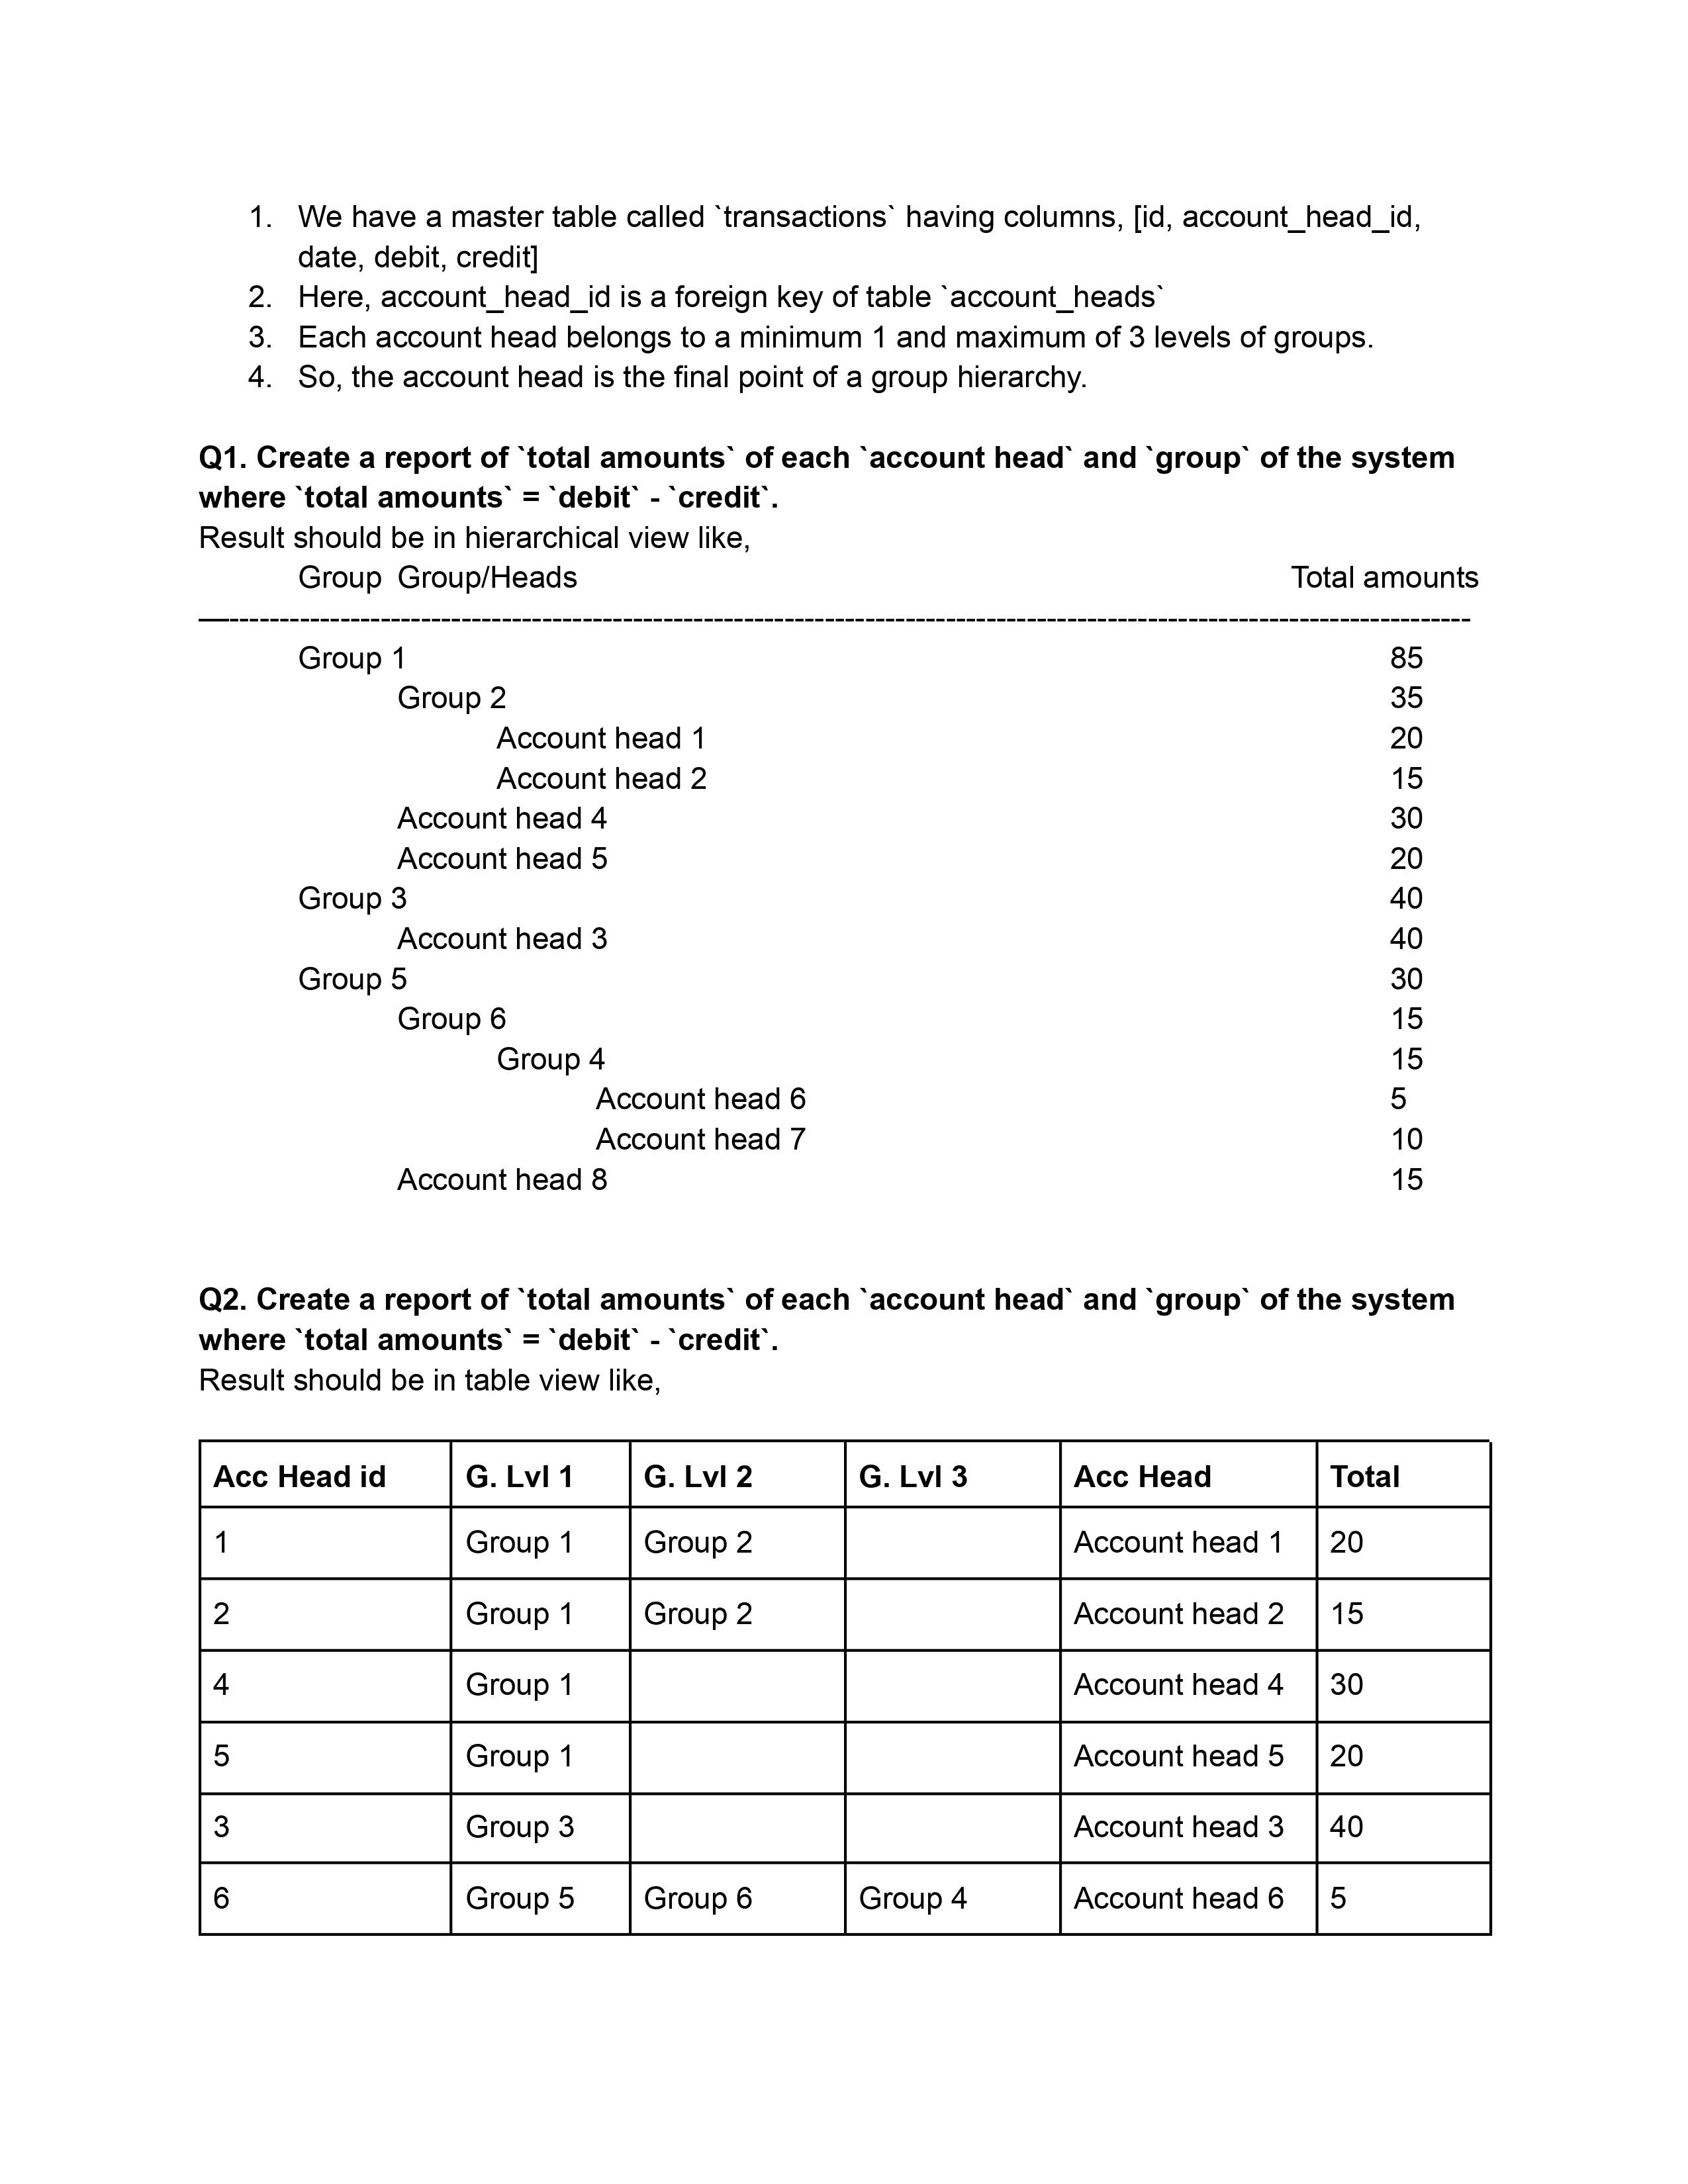 1. We have a master table called `transactions` having columns, [id, account_head_id,
date, debit, credit]
2. Here, account_head_id is a foreign key of table `account_heads`
3. Each account head belongs to a minimum 1 and maximum of 3 levels of groups.
4. So, the account head is the final point of a group hierarchy.
Q1. Create a report of `total amounts` of each `account head` and `group` of the system
where `total amounts` = `debit` - `credit`.
Result should be in hierarchical view like,
Group Group/Heads Total amounts
—----------------------------------------------------------------------------------------------------------------------------
Group 1 85
Group 2 35
Account head 1 20
Account head 2 15
Account head 4 30
Account head 5 20
Group 3 40
Account head 3 40
Group 5 30
Group 6 15
Group 4 15
Account head 6 5
Account head 7 10
Account head 8 15
Q2. Create a report of `total amounts` of each `account head` and `group` of the system
where `total amounts` = `debit` - `credit`.
Result should be in table view like,
Acc Head id G. Lvl 1 G. Lvl 2 G. Lvl 3 Acc Head Total
1 Group 1 Group 2 Account head 1 20
2 Group 1 Group 2 Account head 2 15
4 Group 1 Account head 4 30
5 Group 1 Account head 5 20
3 Group 3 Account head 3 40
6 Group 5 Group 6 Group 4 Account head 6 5